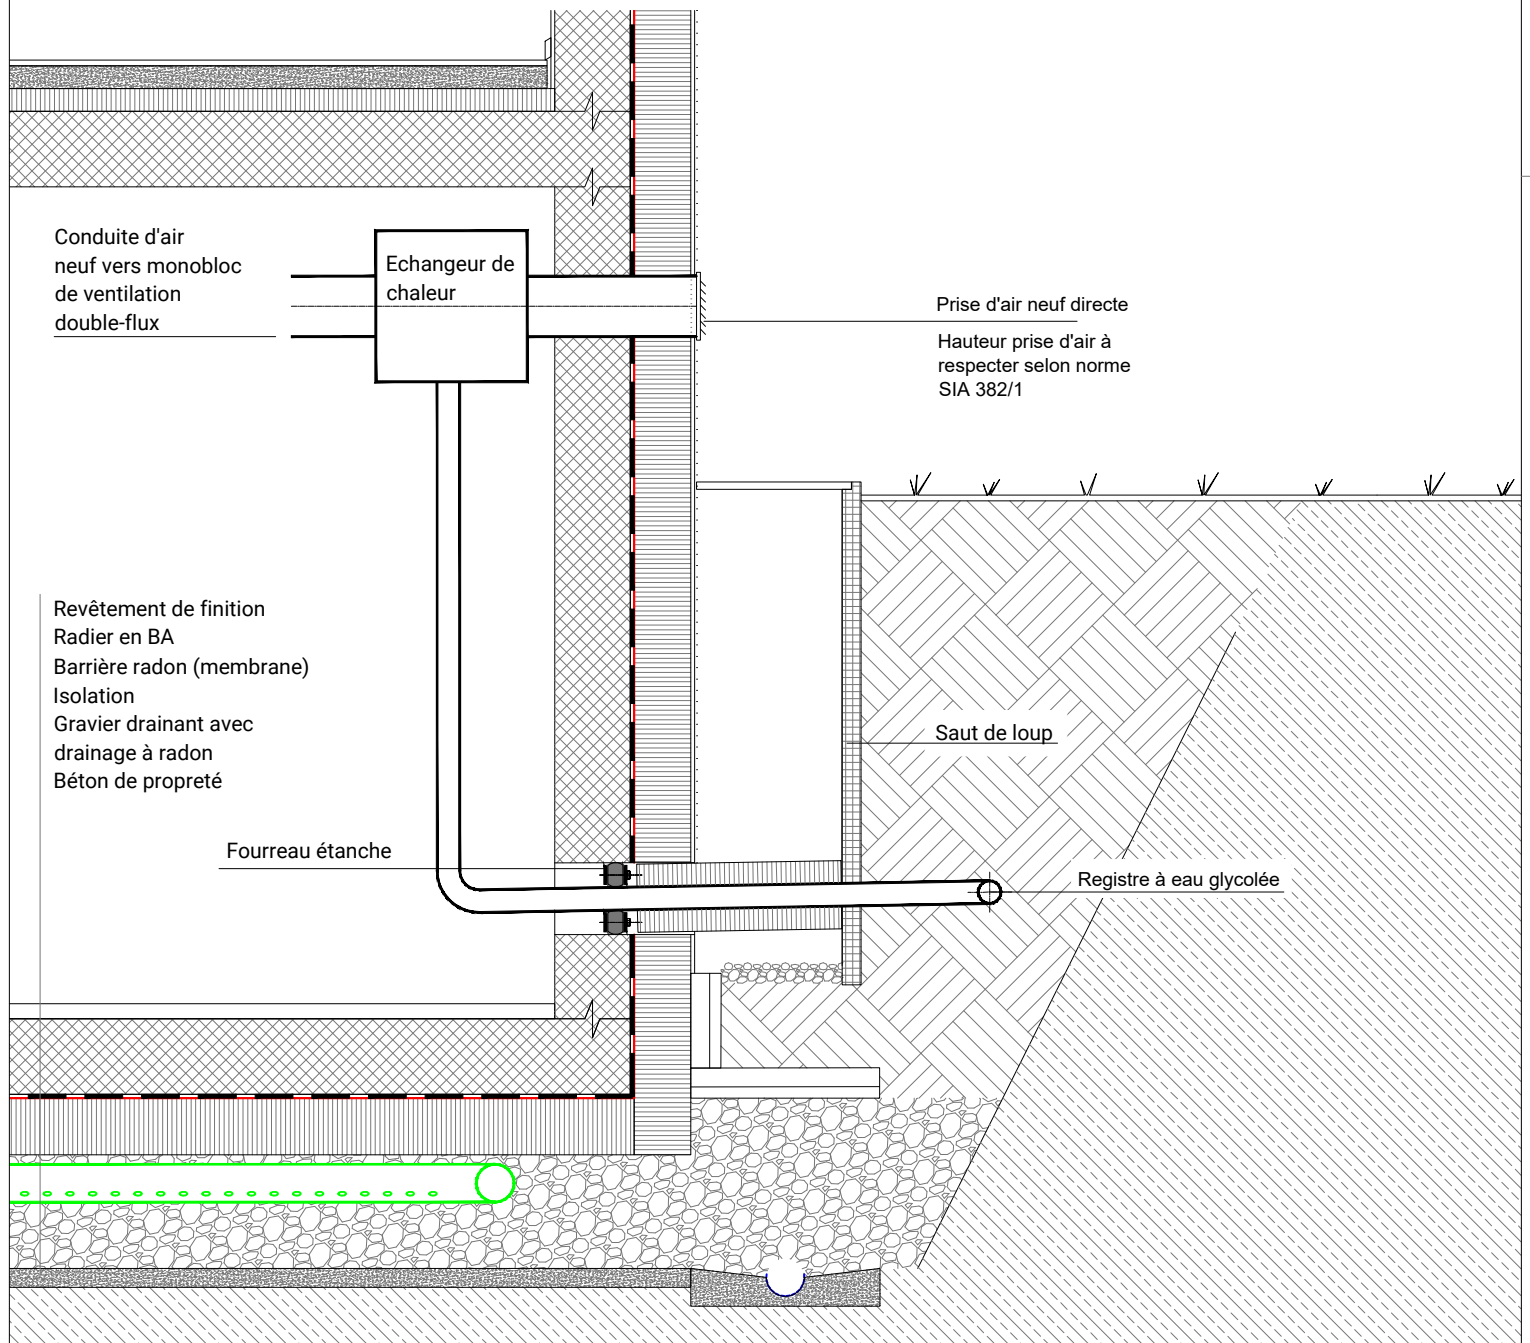 Conduite d'air
neuf vers monobloc
de ventilation
double-flux
Echangeur de
chaleur
Prise d'air neuf directe
Hauteur prise d'air à
respecter selon norme
SIA 382/1
Revêtement de finition
Radier en BA
Barrière radon (membrane)
Isolation
Gravier drainant avec
drainage à radon
Béton de propreté
Saut de loup
Fourreau étanche
Registre à eau glycolée